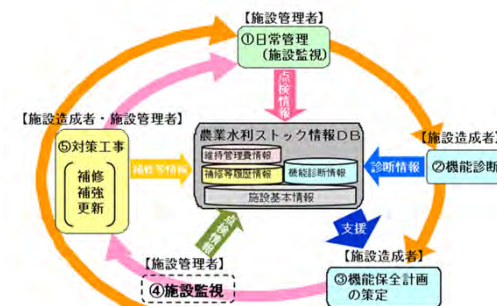 【施設管理者】
①日常管理
(施設監視)
点検情報
【施設造成者・施設管理者】
⑤対策工事
補修
補強
更新
補修等情報
農業水利ストック情報DB
維持管理費情報
補修等履歴情報
機能診断情報
施設基本情報
【施設造成者】
②機能診断
診断情報
点検情報
支援
【施設管理者】
④施設監視
【施設造成者】
③機能保全計画
の策定